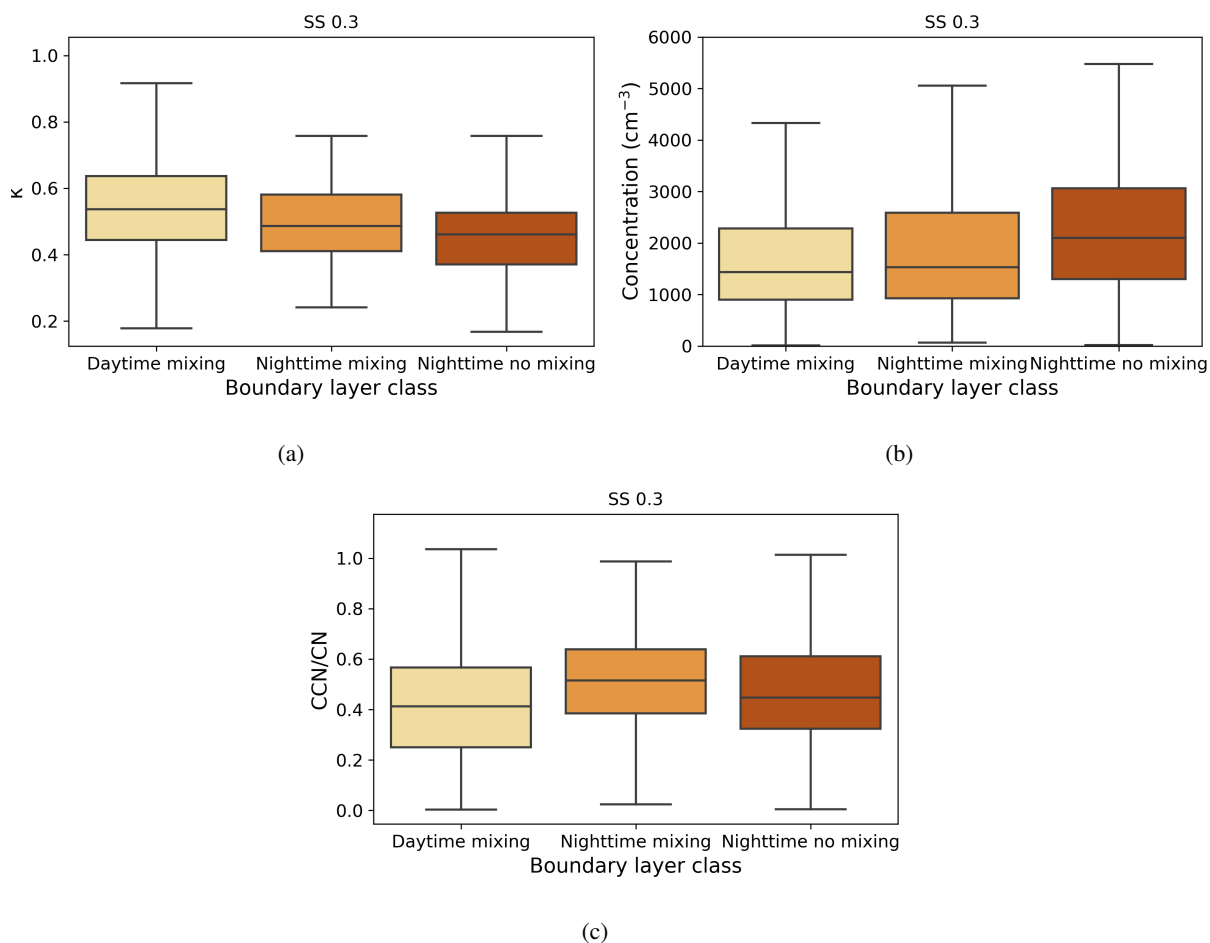 SS 0.3
1.0
0.8
0.6
0.4
0.2
κ
Daytime mixing Nighttime mixing Nighttime no mixing
Boundary layer class
(a)
SS 0.3
6000
5000
4000
3000
2000
1000
0
Concentration (cm⁻³)
Daytime mixing Nighttime mixing Nighttime no mixing
Boundary layer class
(b)
SS 0.3
1.0
0.8
0.6
0.4
0.2
0.0
CCN/CN
Daytime mixing Nighttime mixing Nighttime no mixing
Boundary layer class
(c)